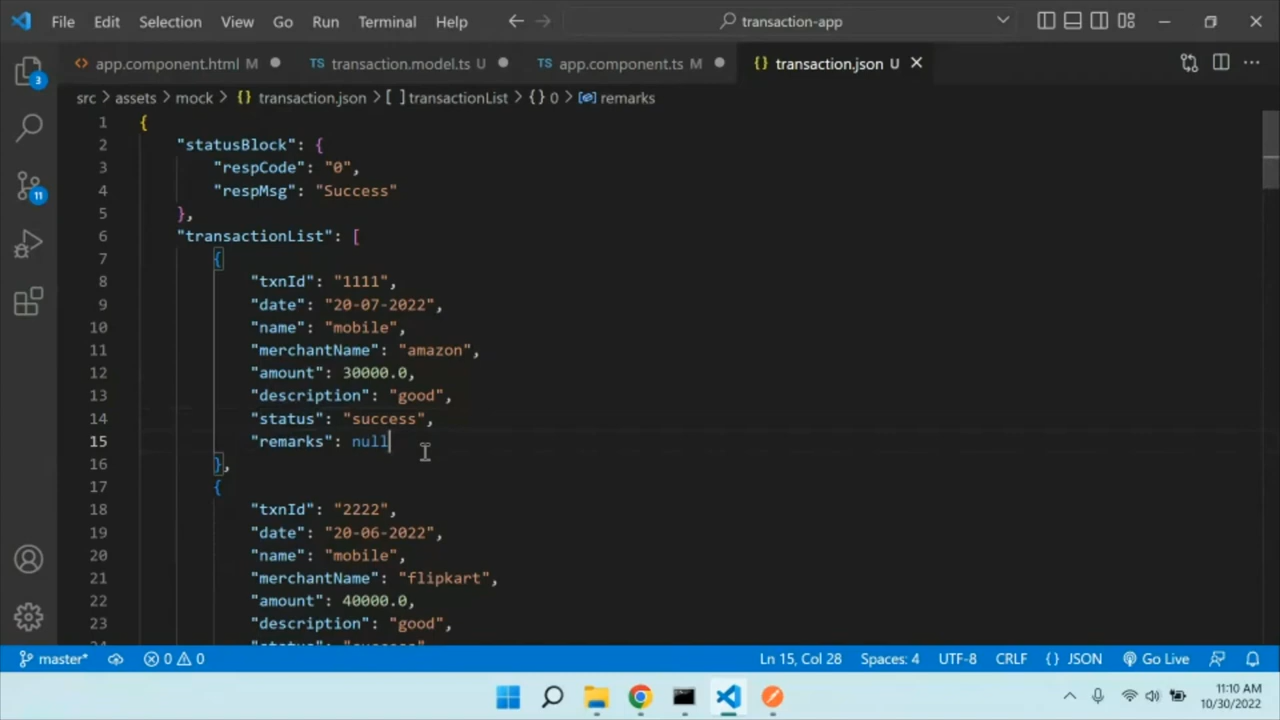 File Edit Selection View Go Run Terminal Help transaction-app
app.component.html M transaction.model.ts U app.component.ts M {} transaction.json U
src > assets > mock > {} transaction.json > [ ] transactionList > {} 0 > remarks
1 {
2 "statusBlock": {
3 "respCode": "0",
4 "respMsg": "Success"
5 },
6 "transactionList": [
7 {
8 "txnId": "1111",
9 "date": "20-07-2022",
10 "name": "mobile",
11 "merchantName": "amazon",
12 "amount": 30000.0,
13 "description": "good",
14 "status": "success",
15 "remarks": null
16 },
17 {
18 "txnId": "2222",
19 "date": "20-06-2022",
20 "name": "mobile",
21 "merchantName": "flipkart",
22 "amount": 40000.0,
23 "description": "good",
3
11
master* 0 0 Ln 15, Col 28 Spaces: 4 UTF-8 CRLF {} JSON Go Live
11:10 AM
10/30/2022